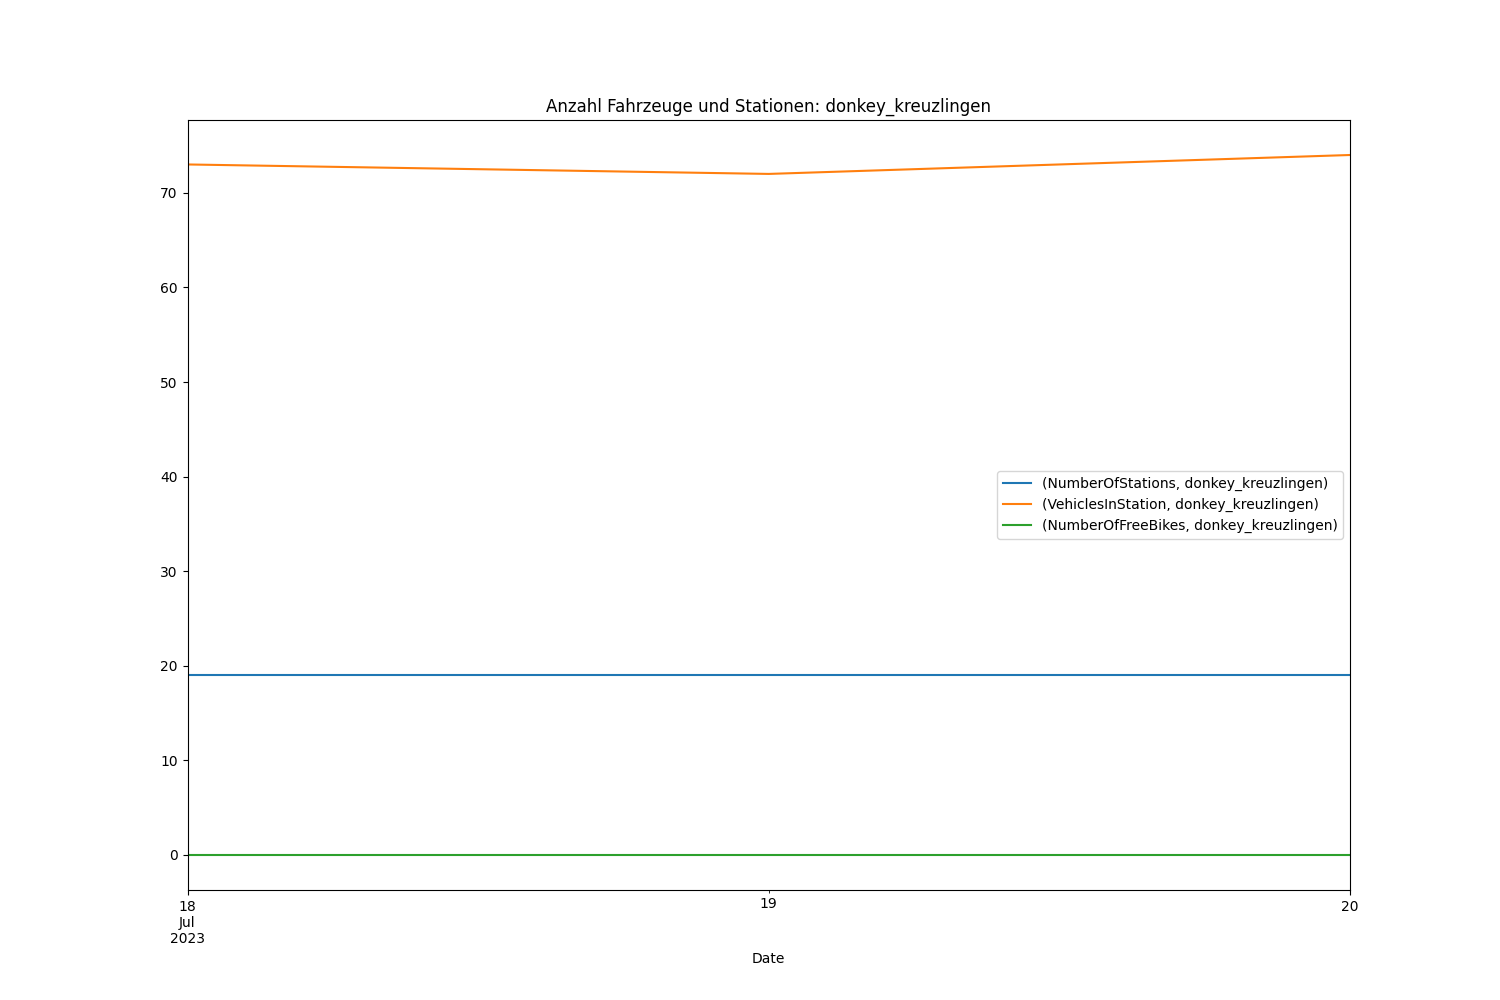 Anzahl Fahrzeuge und Stationen: donkey_kreuzlingen
70
60
50
40
30
20
10
0
(NumberOfStations, donkey_kreuzlingen)
(VehiclesInStation, donkey_kreuzlingen)
(NumberOfFreeBikes, donkey_kreuzlingen)
18 19 20
Jul
2023
Date